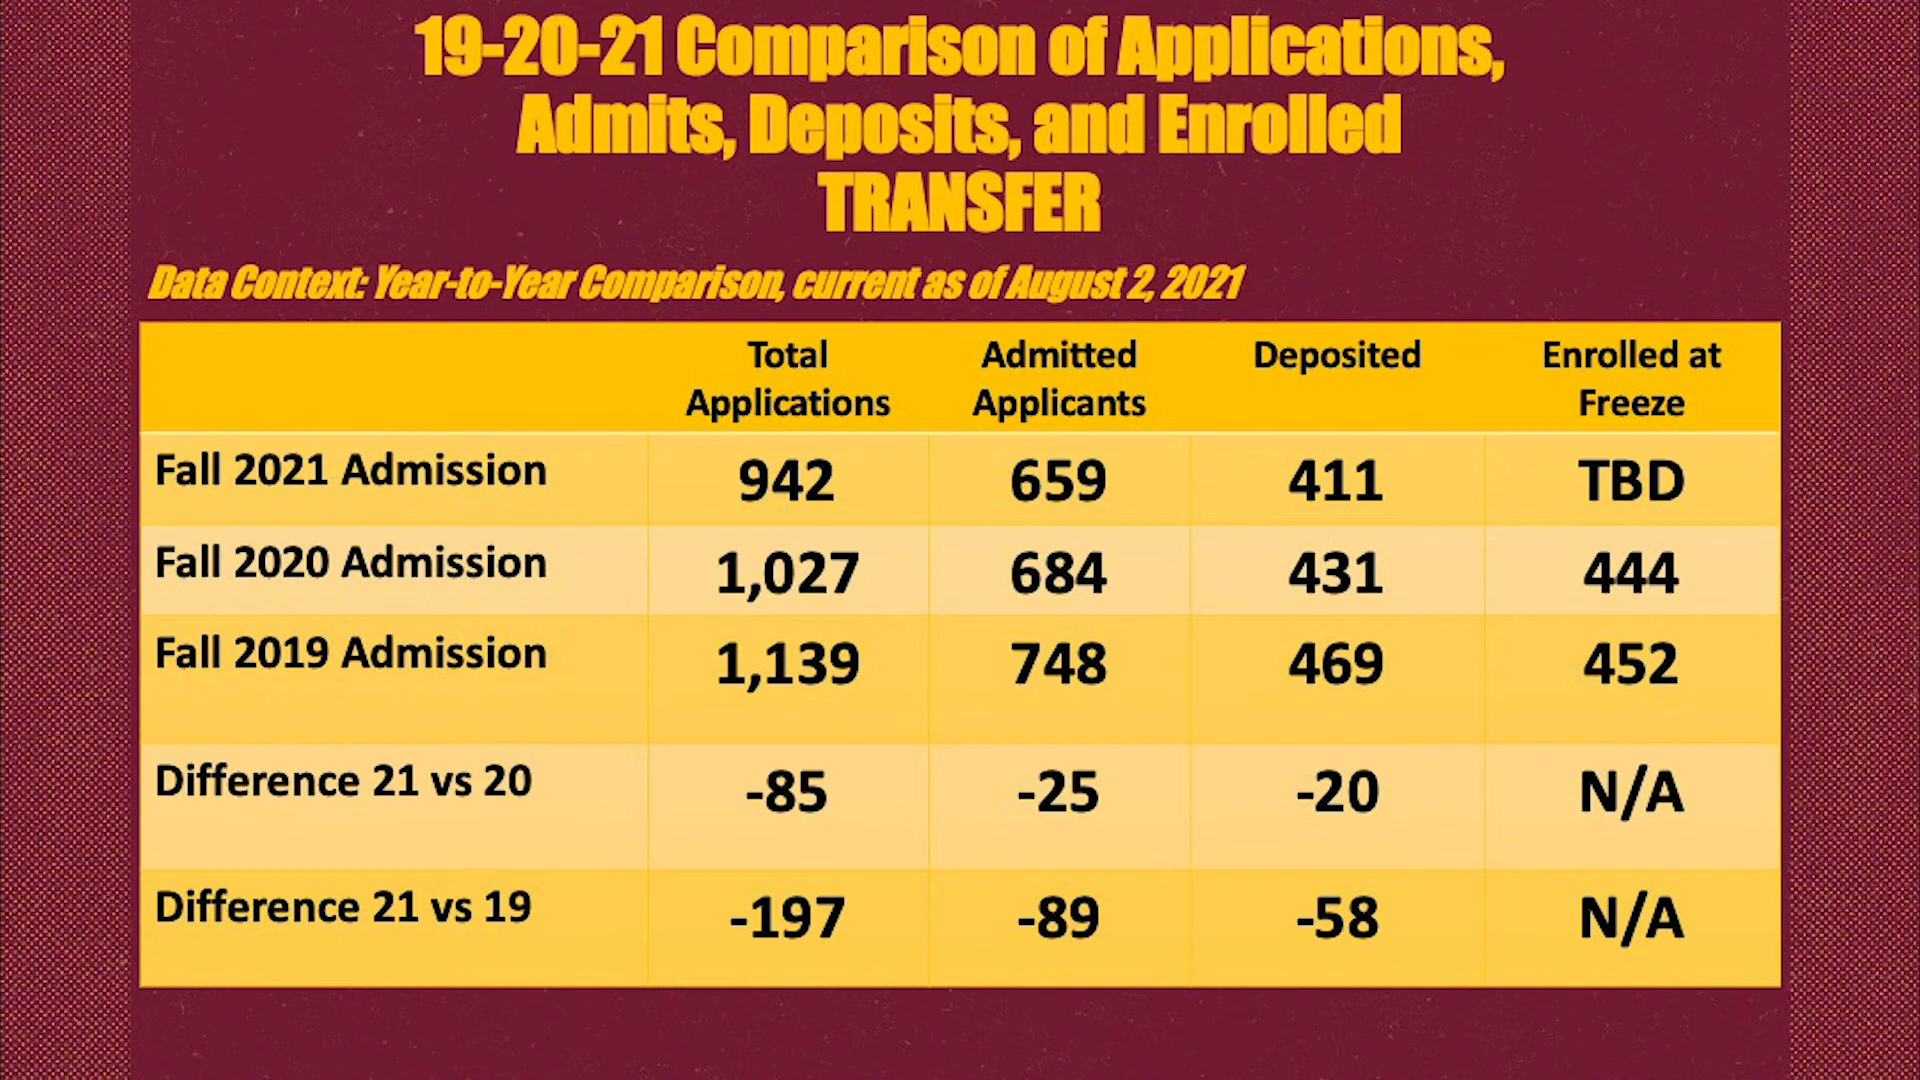 19-20-21 Comparison of Applications,
Admits, Deposits, and Enrolled
TRANSFER
Data Context: Year-to-Year Comparison, current as of August 2, 2021
Total Applications Admitted Applicants Deposited Enrolled at Freeze
Fall 2021 Admission 942 659 411 TBD
Fall 2020 Admission 1,027 684 431 444
Fall 2019 Admission 1,139 748 469 452
Difference 21 vs 20 -85 -25 -20 N/A
Difference 21 vs 19 -197 -89 -58 N/A